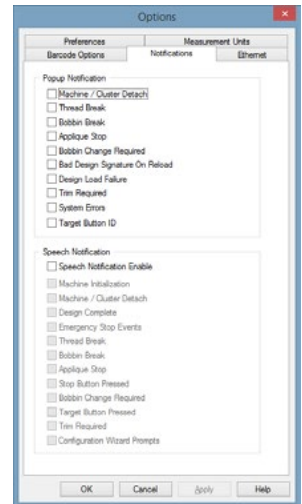 Options
Preferences
Measurement Units
Barcode Options
Notifications
Ethernet
Popup Notification
Machine / Cluster Detach
Thread Break
Bobbin Break
Applique Stop
Bobbin Change Required
Bad Design Signature On Reload
Design Load Failure
Trim Required
System Errors
Target Button ID
Speech Notification
Speech Notification Enable
Machine Initialization
Machine / Cluster Detach
Design Complete
Emergency Stop Events
Thread Break
Bobbin Break
Applique Stop
Stop Button Pressed
Bobbin Change Required
Target Button Pressed
Trim Required
Configuration Wizard Prompts
OK
Cancel
Apply
Help